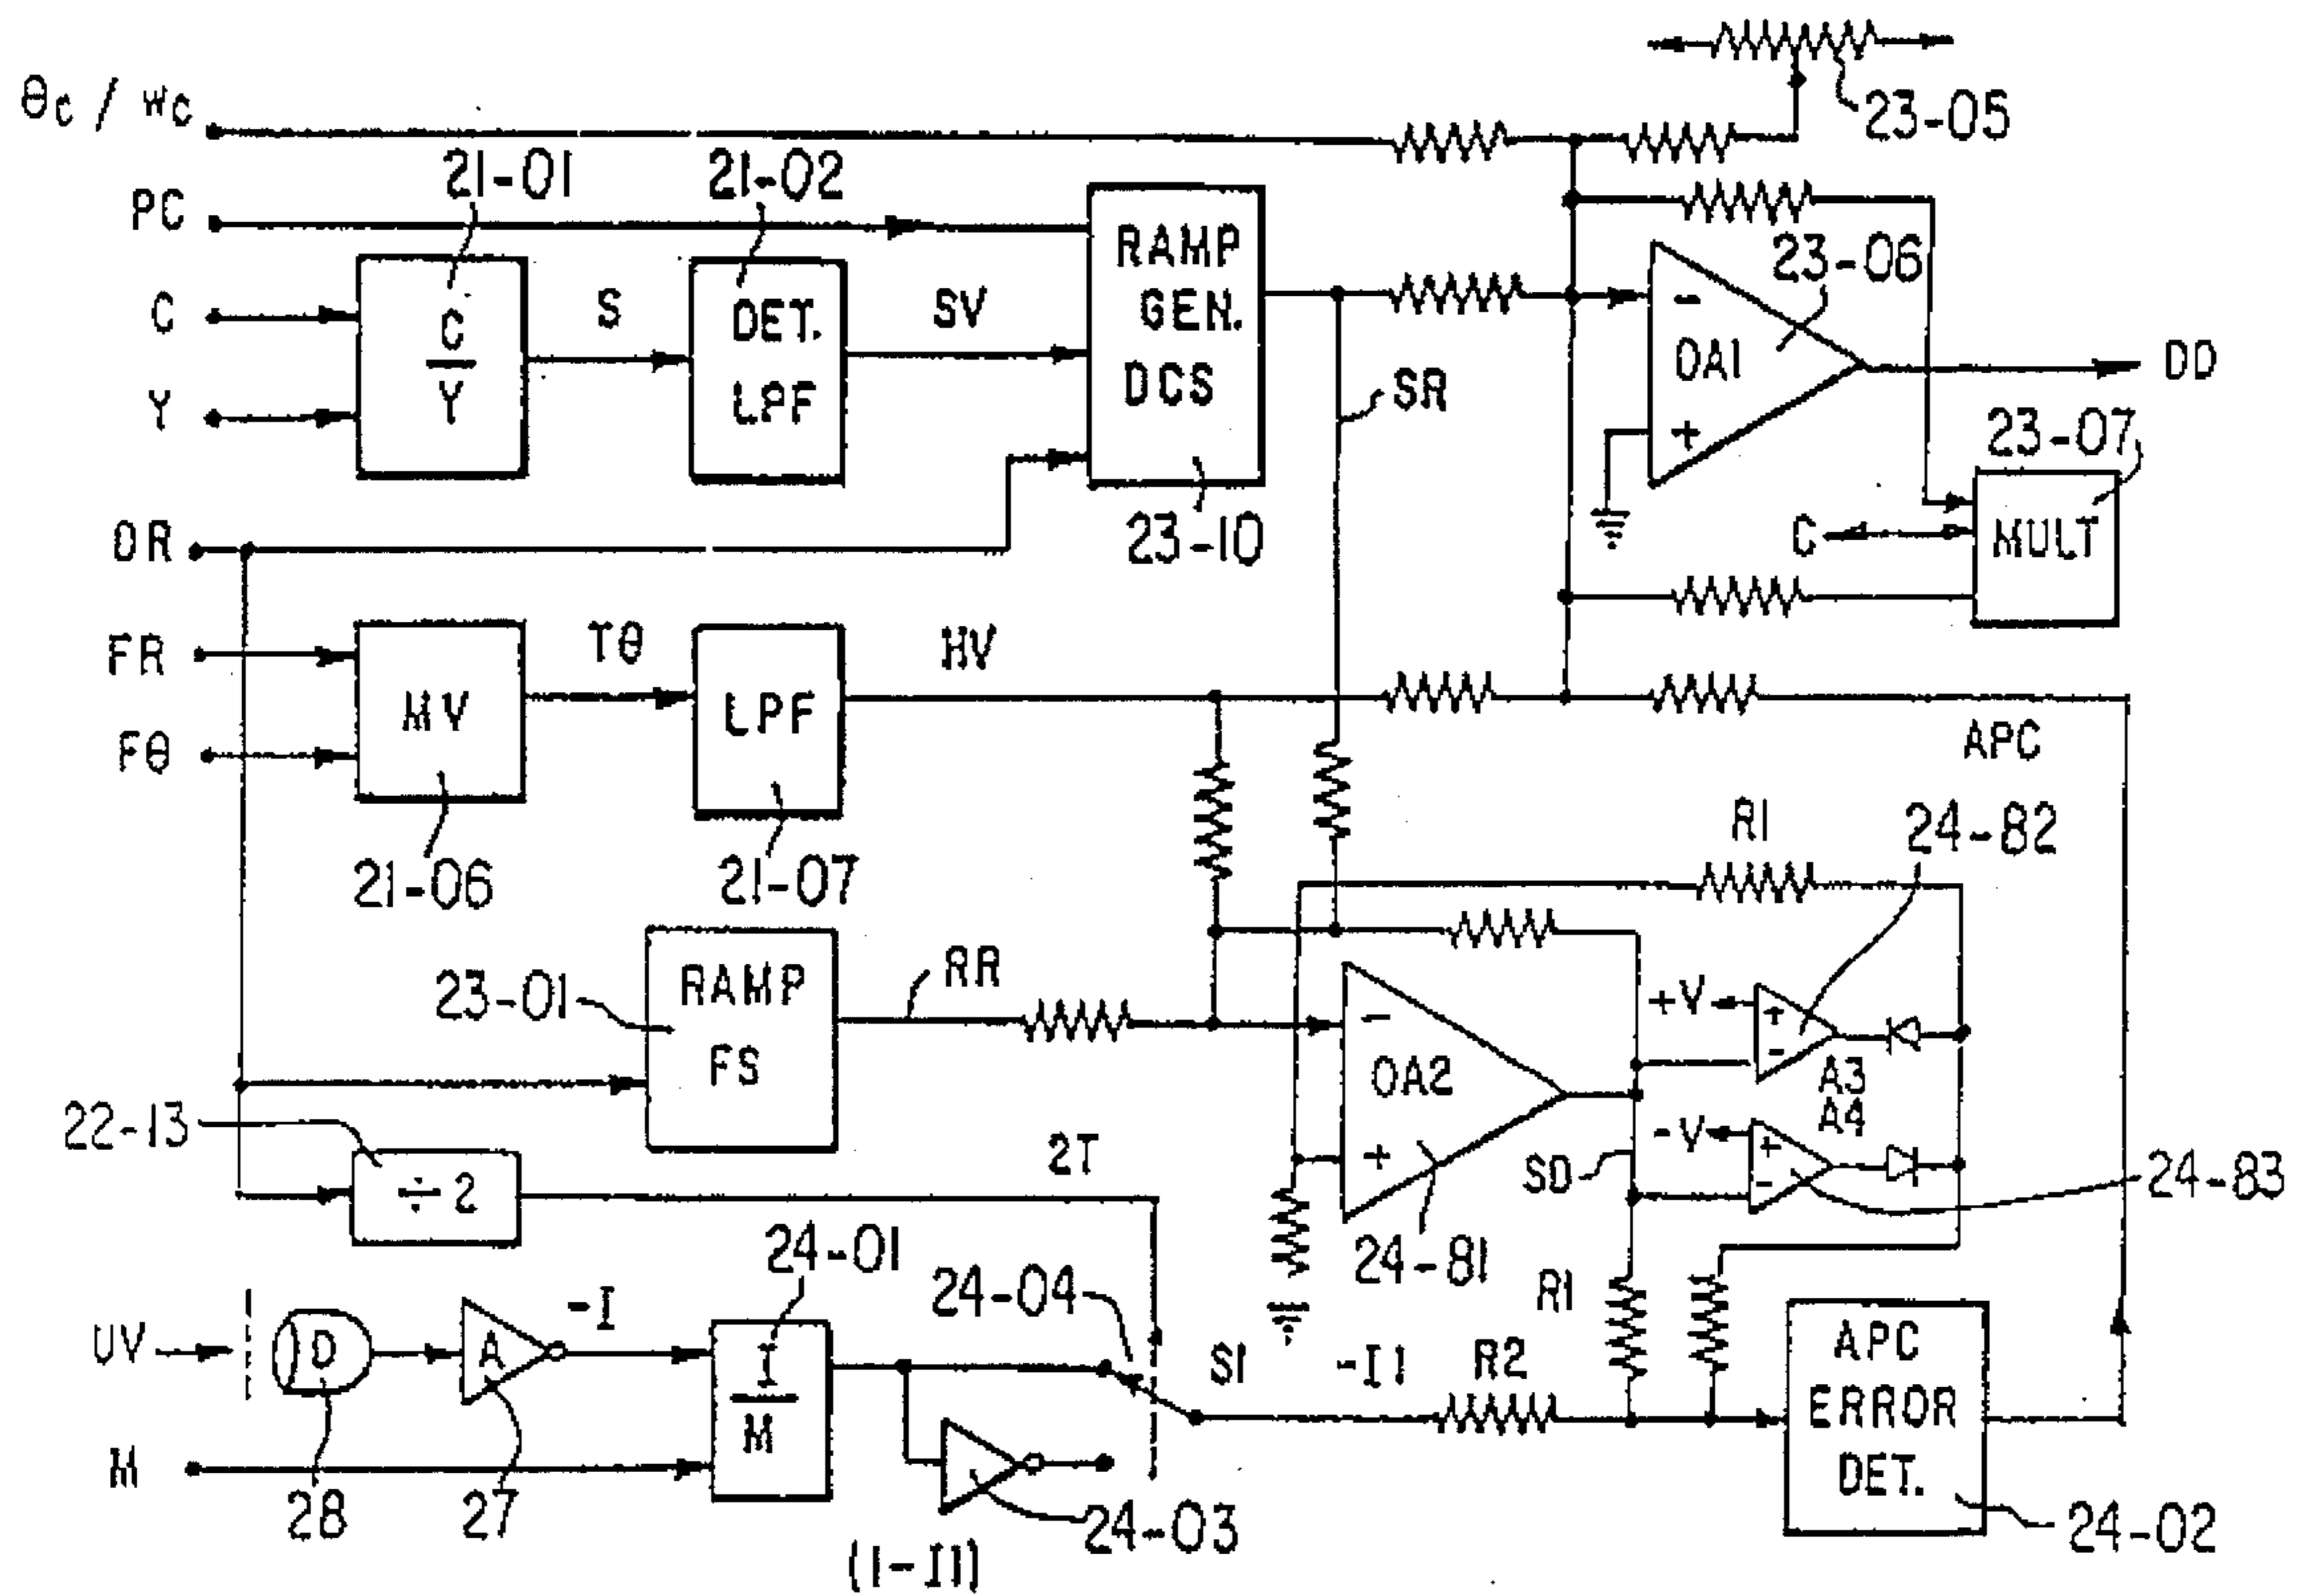 θc / wc
23-05
21-01
21-02
PC
RAMP
GEN.
DCS
23-06
C
C
Y
S
DET.
LPF
SV
-
OA1
+
DD
SR
Y
23-07
23-10
OR
C
MULT
FR
Tθ
HV
MV
LPF
Fθ
APC
21-06
21-07
R1
24-82
23-01
RAMP
FS
RR
+V
+
-
-
OA2
+
A3
A4
22-13
÷2
2T
-V
+
-
SD
24-83
24-01
24-81
24-04
R1
UV
D
A
-I
I
M
S1
-I1
R2
APC
ERROR
DET.
M
28
27
24-03
24-02
(I-I1)